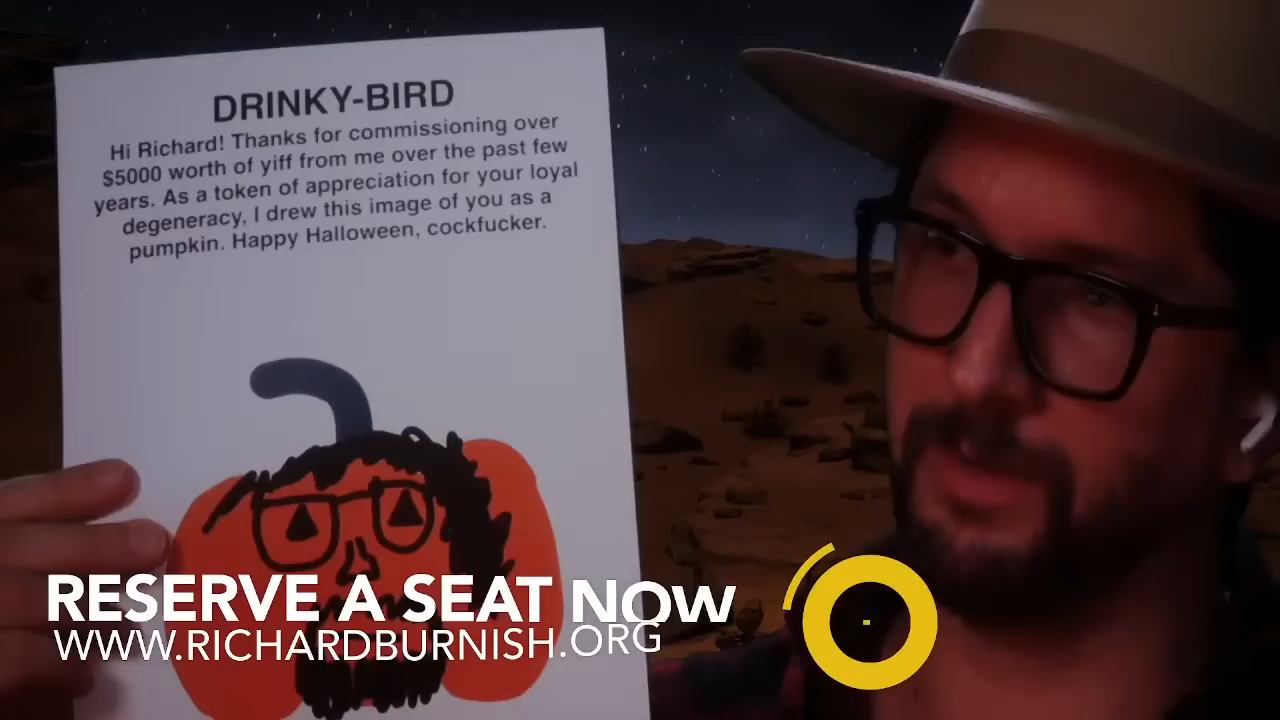 DRINKY-BIRD
Hi Richard! Thanks for commissioning over
$5000 worth of yiff from me over the past few
years. As a token of appreciation for your loyal
degeneracy, I drew this image of you as a
pumpkin. Happy Halloween, cockfucker.
RESERVE A SEAT NOW
WWW.RICHARDBURNISH.ORG